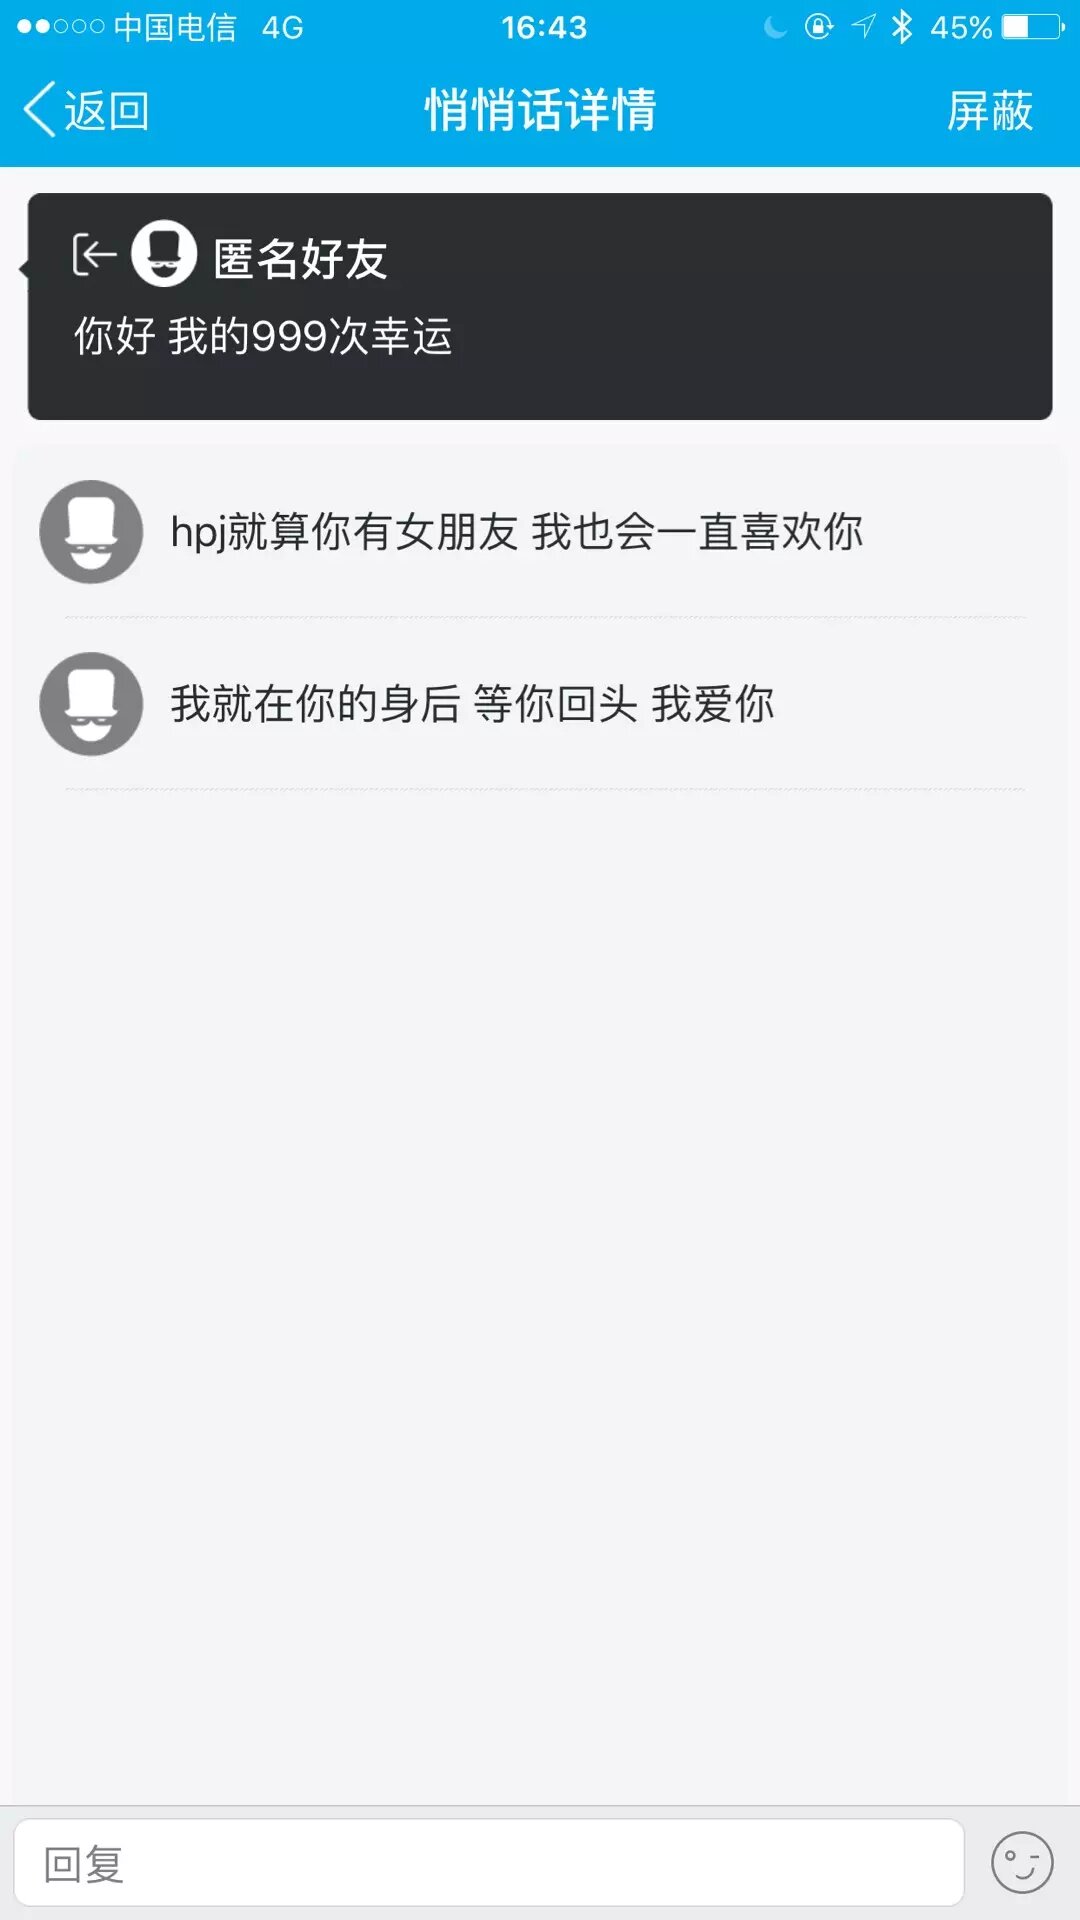 中国电信 4G 16:43 45%
返回 悄悄话详情 屏蔽
匿名好友
你好 我的999次幸运
hpj就算你有女朋友 我也会一直喜欢你
我就在你的身后 等你回头 我爱你
回复